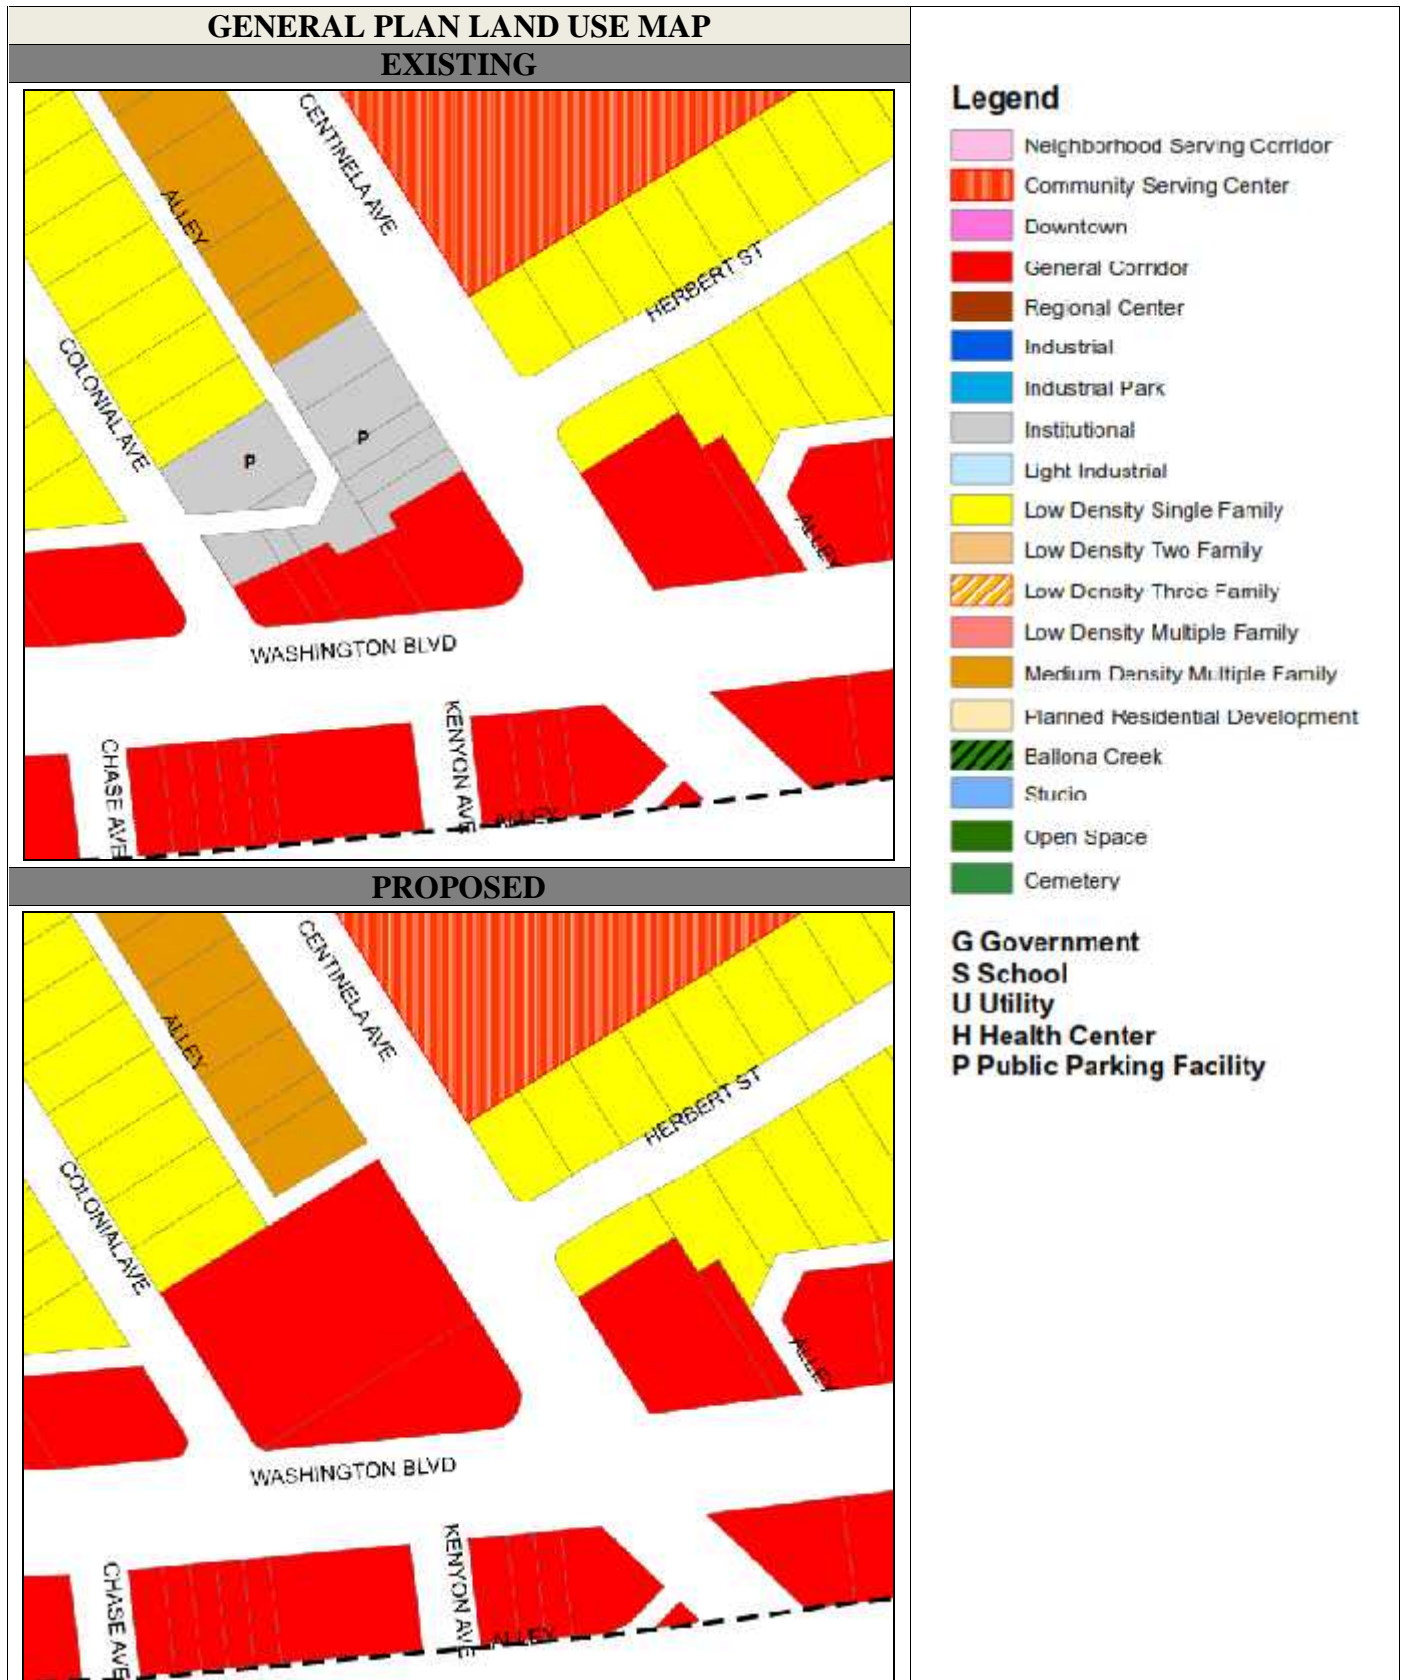 GENERAL PLAN LAND USE MAP
EXISTING
CENTINELA AVE
ALLEY
HERBERT ST
COLONIAL AVE
P
P
ALLEY
WASHINGTON BLVD
KENYON AVE
CHASE AVE
ALLEY
PROPOSED
CENTINELA AVE
ALLEY
HERBERT ST
COLONIAL AVE
ALLEY
WASHINGTON BLVD
KENYON AVE
CHASE AVE
ALLEY
Legend
Neighborhood Serving Corridor
Community Serving Center
Downtown
General Corridor
Regional Center
Industrial
Industrial Park
Institutional
Light Industrial
Low Density Single Family
Low Density Two Family
Low Density Three Family
Low Density Multiple Family
Medium Density Multiple Family
Planned Residential Development
Ballona Creek
Studio
Open Space
Cemetery
G Government
S School
U Utility
H Health Center
P Public Parking Facility